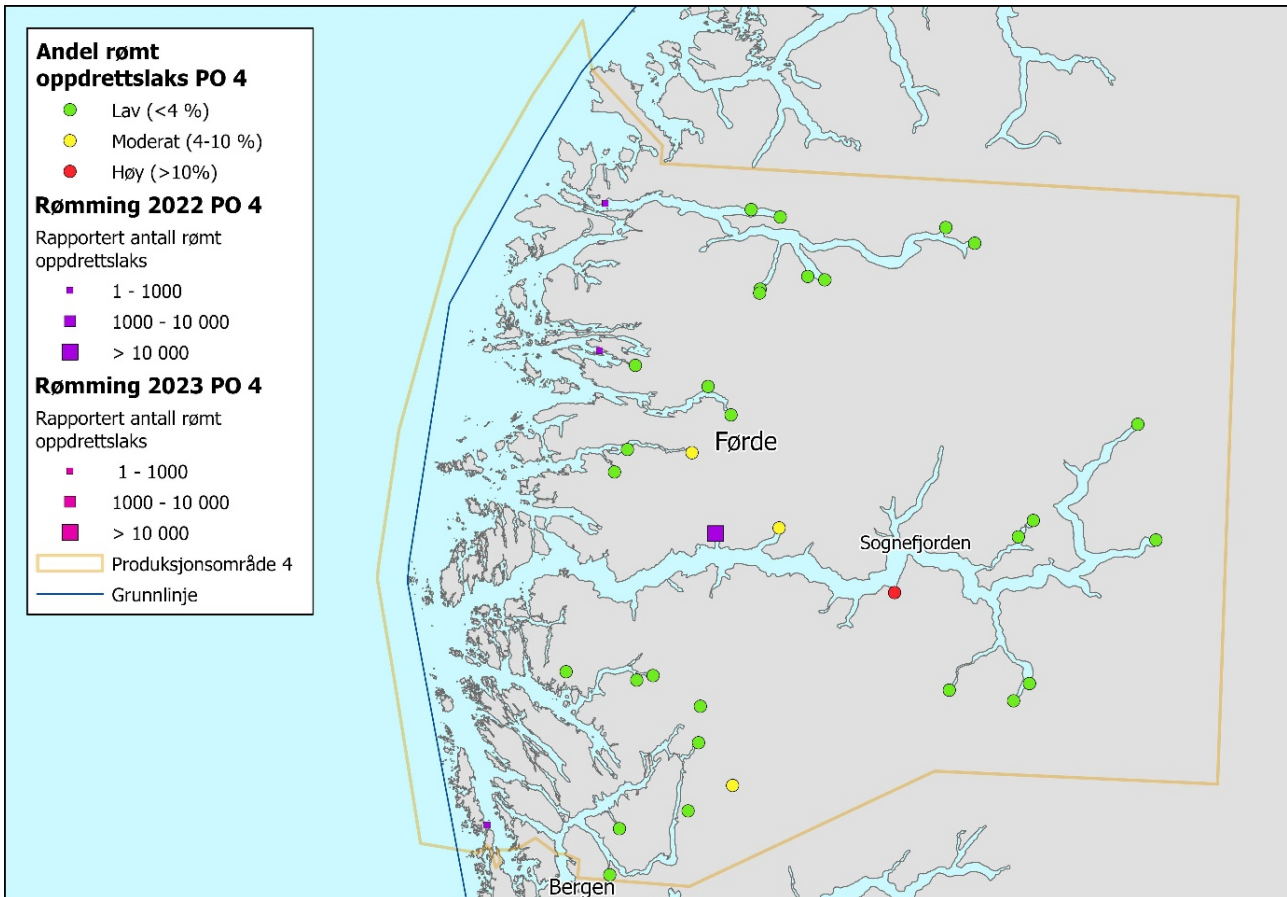 Andel rømt
oppdrettslaks PO 4
Lav (<4 %)
Moderat (4-10 %)
Høy (>10%)
Rømming 2022 PO 4
Rapportert antall rømt
oppdrettslaks
1 - 1000
1000 - 10 000
> 10 000
Rømming 2023 PO 4
Rapportert antall rømt
oppdrettslaks
1 - 1000
1000 - 10 000
> 10 000
Produksjonsområde 4
Grunnlinje
Førde
Sognefjorden
Bergen